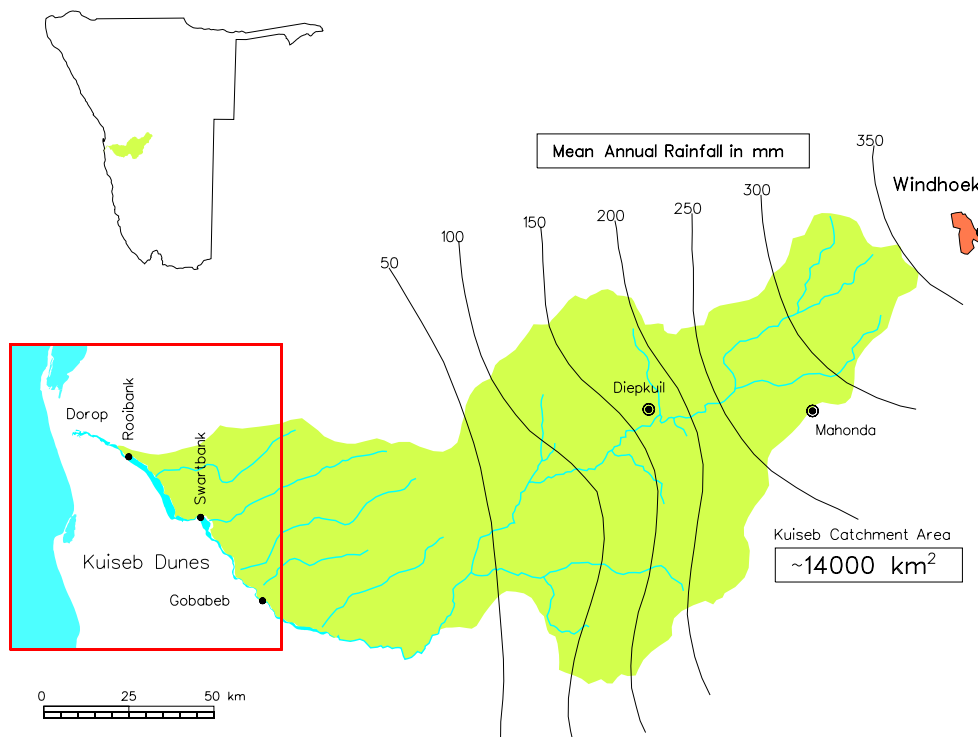 Mean Annual Rainfall in mm
350
Windhoek
300
250
200
150
100
50
Diepkuil
Mahonda
Dorop
Rooibank
Swartbank
Kuiseb Dunes
Gobabeb
Kuiseb Catchment Area
~14000 km²
0 25 50 km